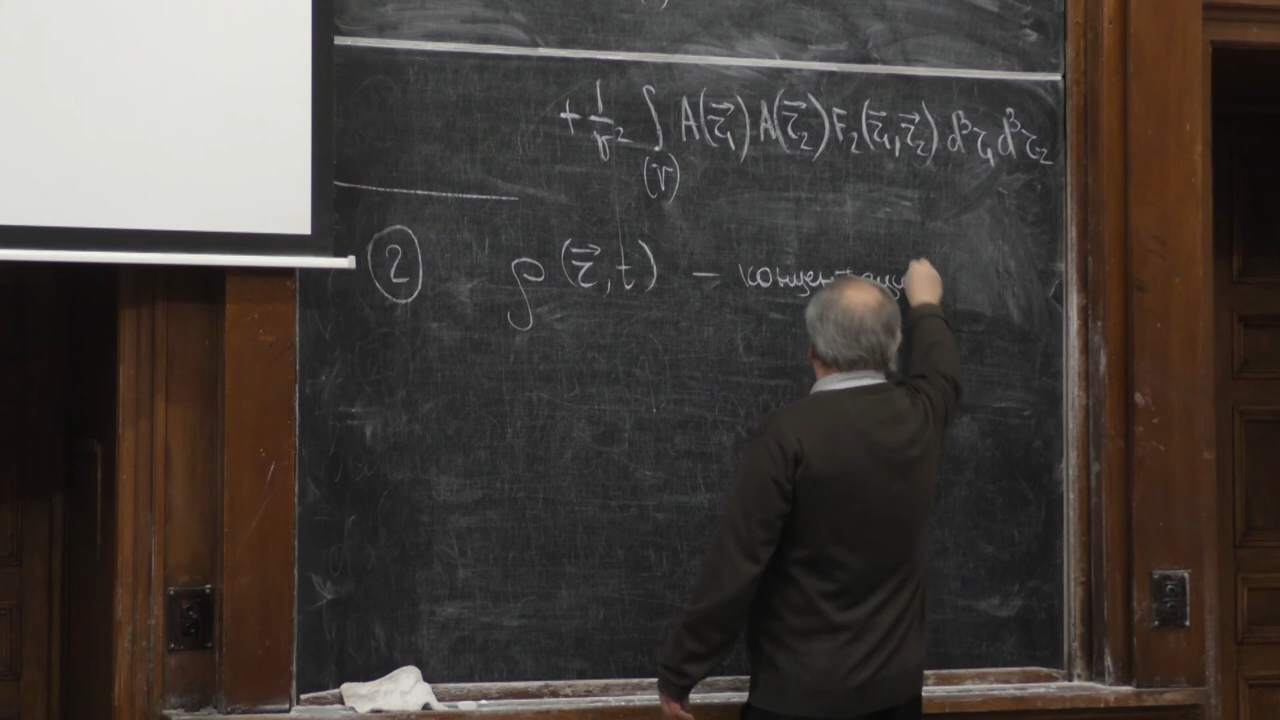 + 1/V² ∫(V) A(r⃗₁) A(r⃗₂) F₂(r⃗₁, r⃗₂) d³r₁ d³r₂
② ρ(r⃗, t) —